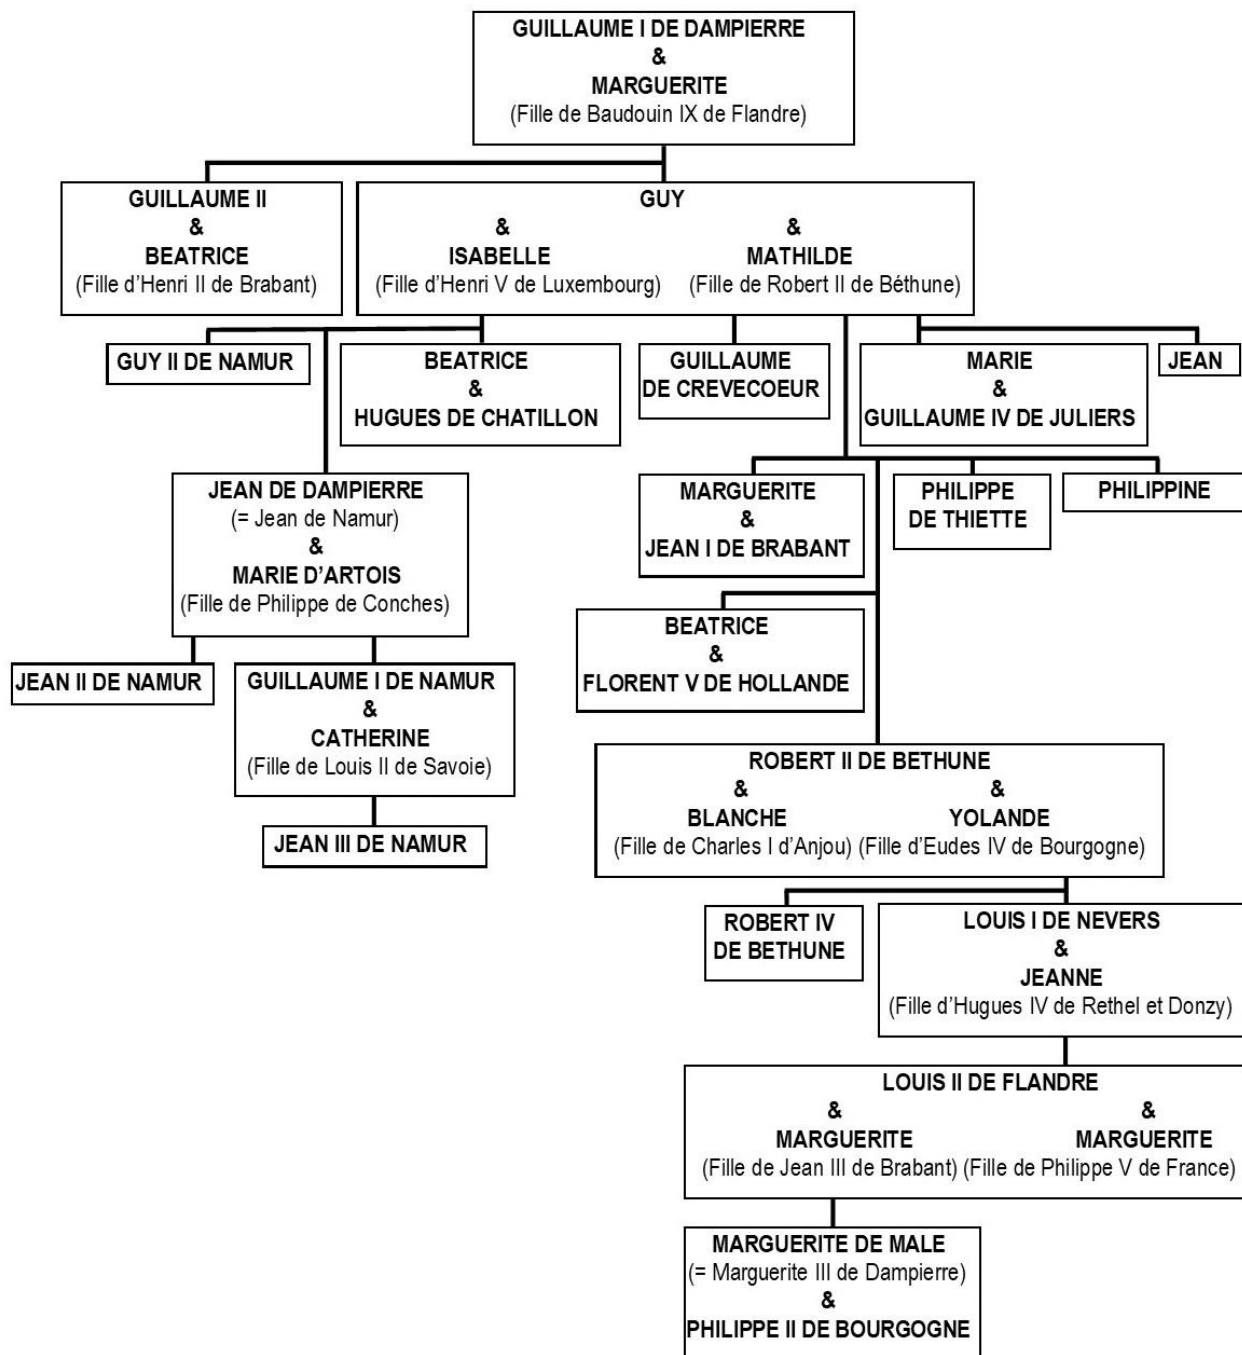 GUILLAUME I DE DAMPIERRE
&
MARGUERITE
(Fille de Baudouin IX de Flandre)
GUILLAUME II
&
BEATRICE
(Fille d'Henri II de Brabant)
GUY
& &
ISABELLE MATHILDE
(Fille d'Henri V de Luxembourg) (Fille de Robert II de Béthune)
GUY II DE NAMUR
BEATRICE
&
HUGUES DE CHATILLON
GUILLAUME
DE CREVECOEUR
MARIE
&
GUILLAUME IV DE JULIERS
JEAN
JEAN DE DAMPIERRE
(= Jean de Namur)
&
MARIE D'ARTOIS
(Fille de Philippe de Conches)
MARGUERITE
&
JEAN I DE BRABANT
PHILIPPE
DE THIETTE
PHILIPPINE
BEATRICE
&
FLORENT V DE HOLLANDE
JEAN II DE NAMUR
GUILLAUME I DE NAMUR
&
CATHERINE
(Fille de Louis II de Savoie)
JEAN III DE NAMUR
ROBERT II DE BETHUNE
& &
BLANCHE YOLANDE
(Fille de Charles I d'Anjou) (Fille d'Eudes IV de Bourgogne)
ROBERT IV
DE BETHUNE
LOUIS I DE NEVERS
&
JEANNE
(Fille d'Hugues IV de Rethel et Donzy)
LOUIS II DE FLANDRE
& &
MARGUERITE MARGUERITE
(Fille de Jean III de Brabant) (Fille de Philippe V de France)
MARGUERITE DE MALE
(= Marguerite III de Dampierre)
&
PHILIPPE II DE BOURGOGNE